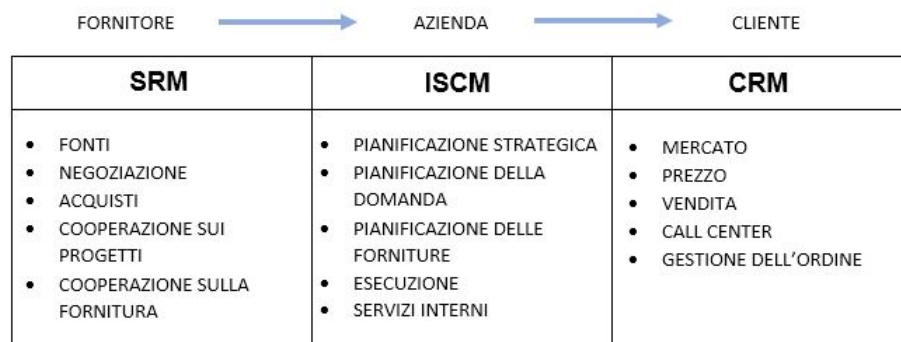 FORNITORE AZIENDA CLIENTE
SRM ISCM CRM
• FONTI
• NEGOZIAZIONE
• ACQUISTI
• COOPERAZIONE SUI
PROGETTI
• COOPERAZIONE SULLA
FORNITURA
• PIANIFICAZIONE STRATEGICA
• PIANIFICAZIONE DELLA
DOMANDA
• PIANIFICAZIONE DELLE
FORNITURE
• ESECUZIONE
• SERVIZI INTERNI
• MERCATO
• PREZZO
• VENDITA
• CALL CENTER
• GESTIONE DELL’ORDINE